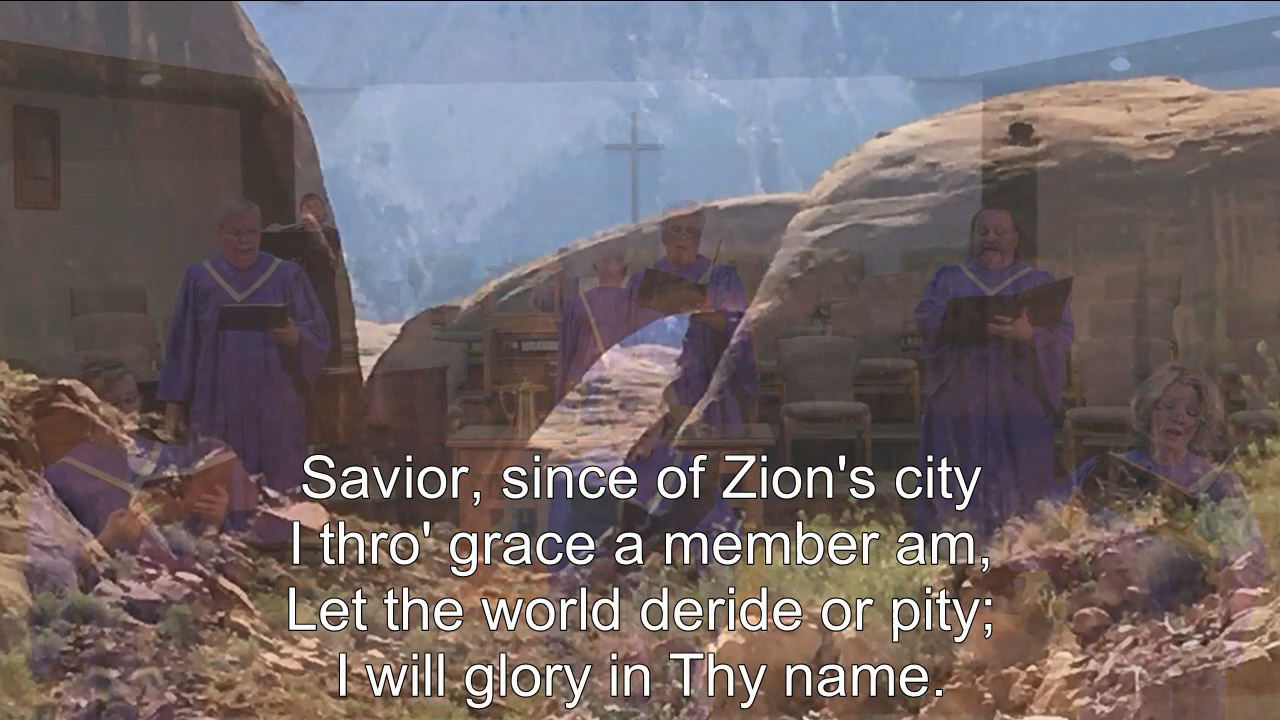 Savior, since of Zion's city
I thro' grace a member am,
Let the world deride or pity;
I will glory in Thy name.